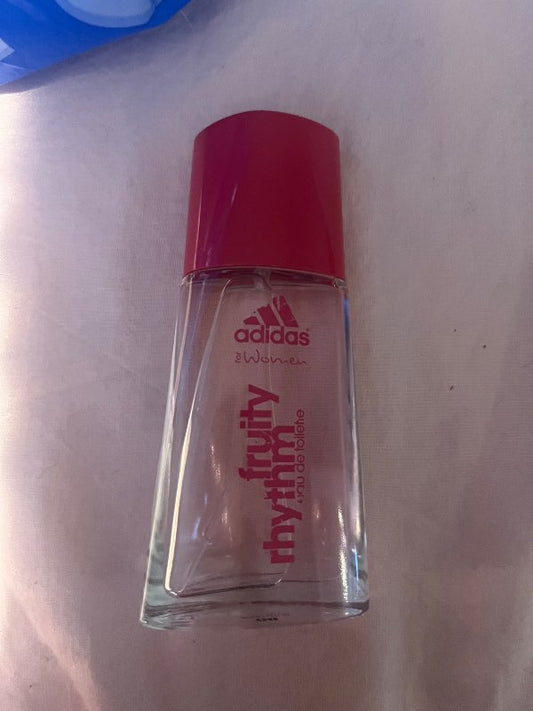 adidas®
for Women
fruity
rhythm
eau de toilette